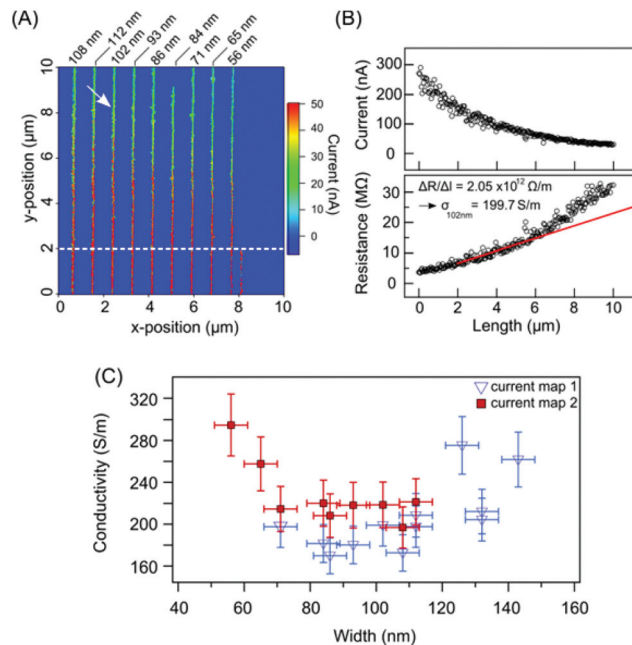 (A)
108 nm
112 nm
102 nm
93 nm
86 nm
84 nm
71 nm
65 nm
56 nm
10
8
6
4
2
0
y-position (µm)
0 2 4 6 8 10
x-position (µm)
50
40
30
20
10
0
Current (nA)
(B)
300
200
100
0
Current (nA)
ΔR/Δl = 2.05 x10¹² Ω/m
σ102nm = 199.7 S/m
30
20
10
0
Resistance (MΩ)
0 2 4 6 8 10
Length (µm)
(C)
current map 1
current map 2
320
280
240
200
160
Conductivity (S/m)
40 60 80 100 120 140 160
Width (nm)